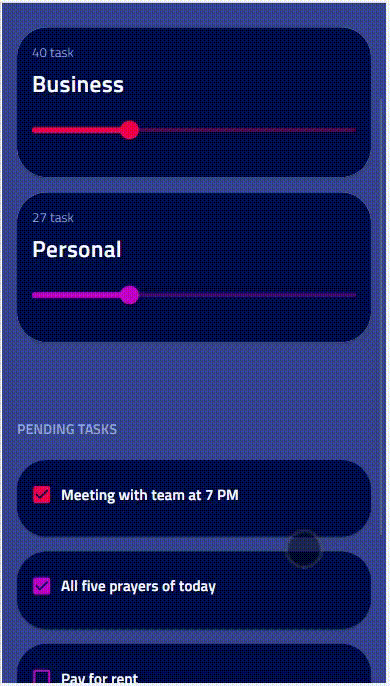 40 task
Business
27 task
Personal
PENDING TASKS
Meeting with team at 7 PM
All five prayers of today
Pay for rent